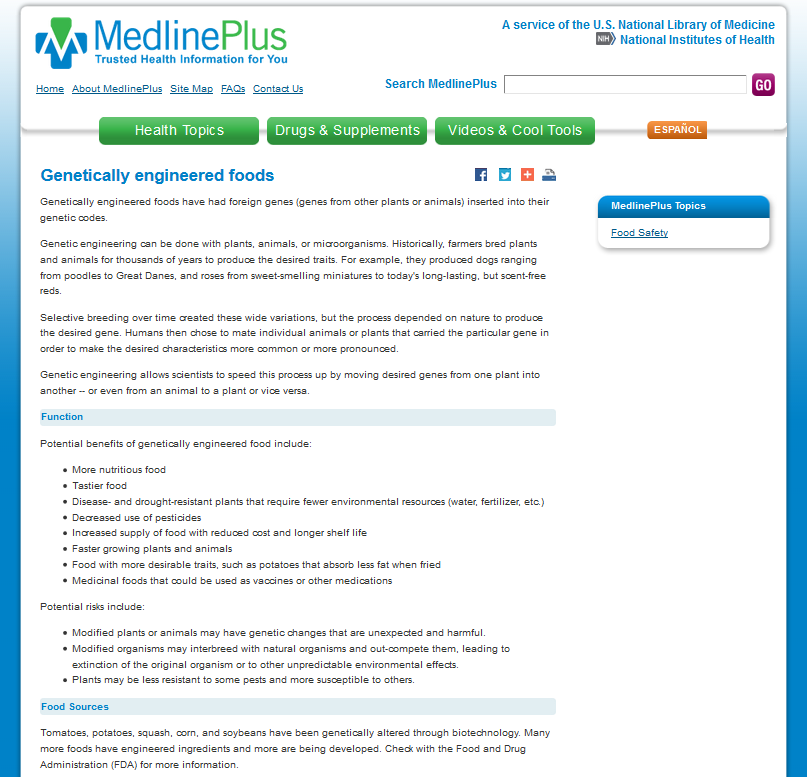 MedlinePlus
Trusted Health Information for You
A service of the U.S. National Library of Medicine
NIH National Institutes of Health
Home About MedlinePlus Site Map FAQs Contact Us
Search MedlinePlus GO
Health Topics Drugs & Supplements Videos & Cool Tools ESPAÑOL
Genetically engineered foods
Genetically engineered foods have had foreign genes (genes from other plants or animals) inserted into their
genetic codes.
Genetic engineering can be done with plants, animals, or microorganisms. Historically, farmers bred plants
and animals for thousands of years to produce the desired traits. For example, they produced dogs ranging
from poodles to Great Danes, and roses from sweet-smelling miniatures to today's long-lasting, but scent-free
reds.
Selective breeding over time created these wide variations, but the process depended on nature to produce
the desired gene. Humans then chose to mate individual animals or plants that carried the particular gene in
order to make the desired characteristics more common or more pronounced.
Genetic engineering allows scientists to speed this process up by moving desired genes from one plant into
another -- or even from an animal to a plant or vice versa.
Function
Potential benefits of genetically engineered food include:
• More nutritious food
• Tastier food
• Disease- and drought-resistant plants that require fewer environmental resources (water, fertilizer, etc.)
• Decreased use of pesticides
• Increased supply of food with reduced cost and longer shelf life
• Faster growing plants and animals
• Food with more desirable traits, such as potatoes that absorb less fat when fried
• Medicinal foods that could be used as vaccines or other medications
Potential risks include:
• Modified plants or animals may have genetic changes that are unexpected and harmful.
• Modified organisms may interbreed with natural organisms and out-compete them, leading to
extinction of the original organism or to other unpredictable environmental effects.
• Plants may be less resistant to some pests and more susceptible to others.
Food Sources
Tomatoes, potatoes, squash, corn, and soybeans have been genetically altered through biotechnology. Many
more foods have engineered ingredients and more are being developed. Check with the Food and Drug
Administration (FDA) for more information.
MedlinePlus Topics
Food Safety